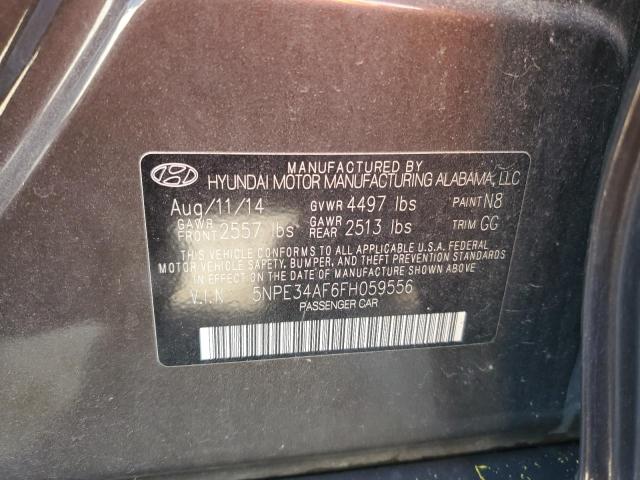 MANUFACTURED BY
HYUNDAI MOTOR MANUFACTURING ALABAMA, LLC
Aug/11/14 GVWR 4497 lbs PAINT N8
GAWR FRONT 2557 lbs GAWR REAR 2513 lbs TRIM GG
THIS VEHICLE CONFORMS TO ALL APPLICABLE U.S.A. FEDERAL
MOTOR VEHICLE SAFETY, BUMPER, AND THEFT PREVENTION STANDARDS
IN EFFECT ON THE DATE OF MANUFACTURE SHOWN ABOVE.
V.I.N 5NPE34AF6FH059556
PASSENGER CAR